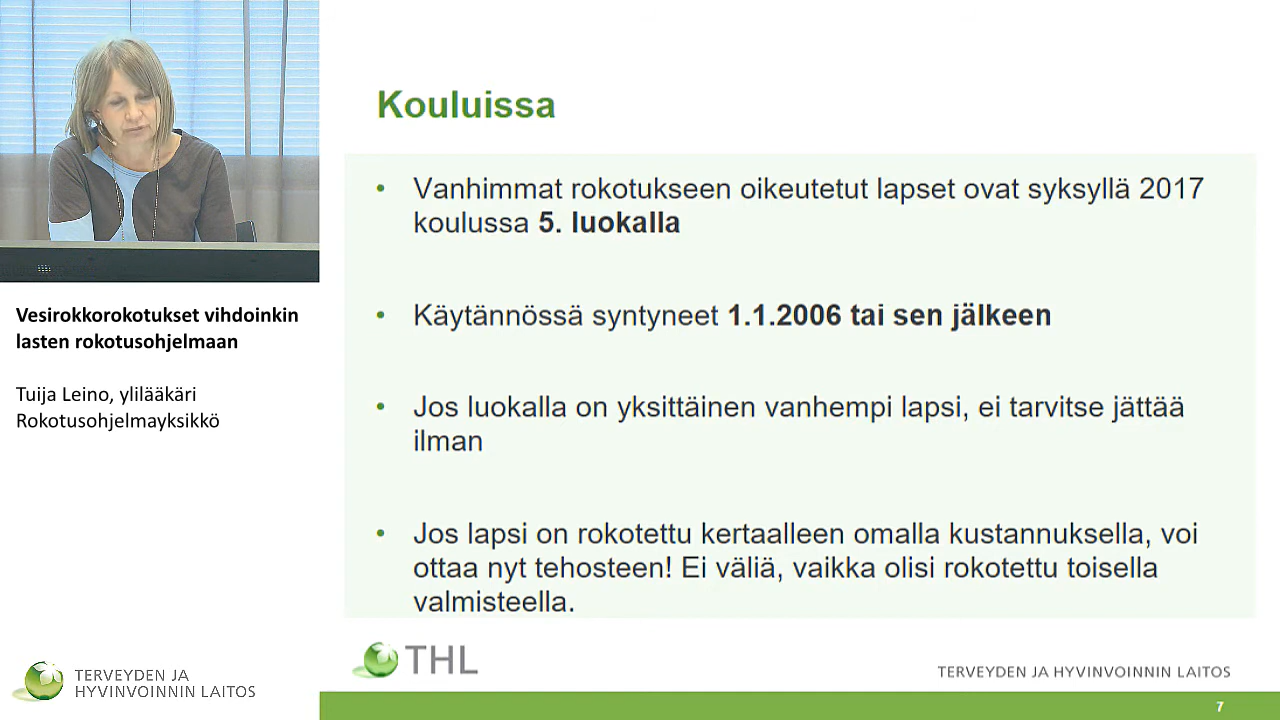 Kouluissa
• Vanhimmat rokotukseen oikeutetut lapset ovat syksyllä 2017
koulussa 5. luokalla
• Käytännössä syntyneet 1.1.2006 tai sen jälkeen
• Jos luokalla on yksittäinen vanhempi lapsi, ei tarvitse jättää
ilman
• Jos lapsi on rokotettu kertaalleen omalla kustannuksella, voi
ottaa nyt tehosteen! Ei väliä, vaikka olisi rokotettu toisella
valmisteella.
Vesirokkorokotukset vihdoinkin
lasten rokotusohjelmaan
Tuija Leino, ylilääkäri
Rokotusohjelmayksikkö
TERVEYDEN JA
HYVINVOINNIN LAITOS
THL
TERVEYDEN JA HYVINVOINNIN LAITOS
7